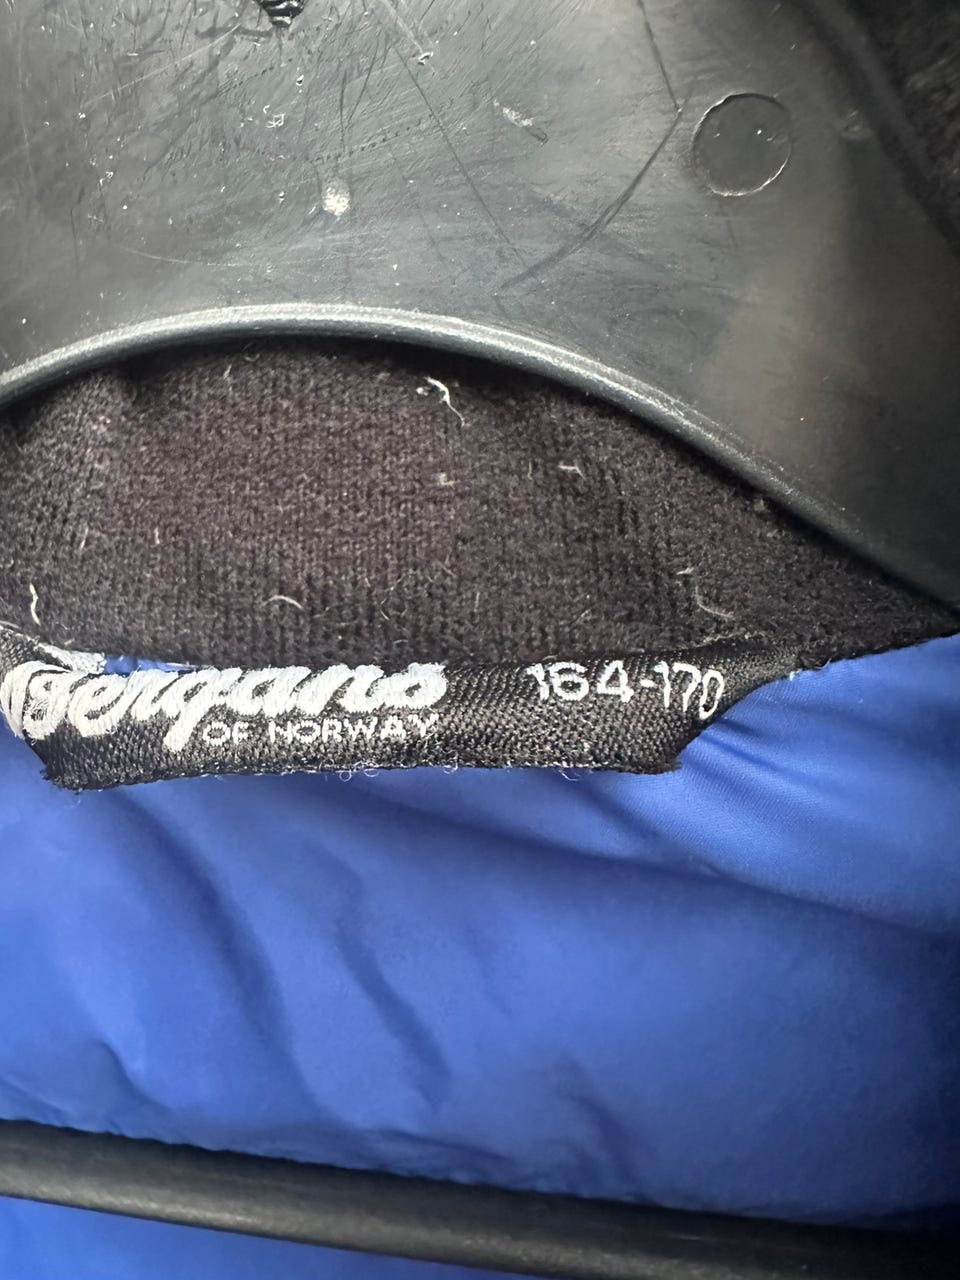 Bergans 164-170
OF NORWAY